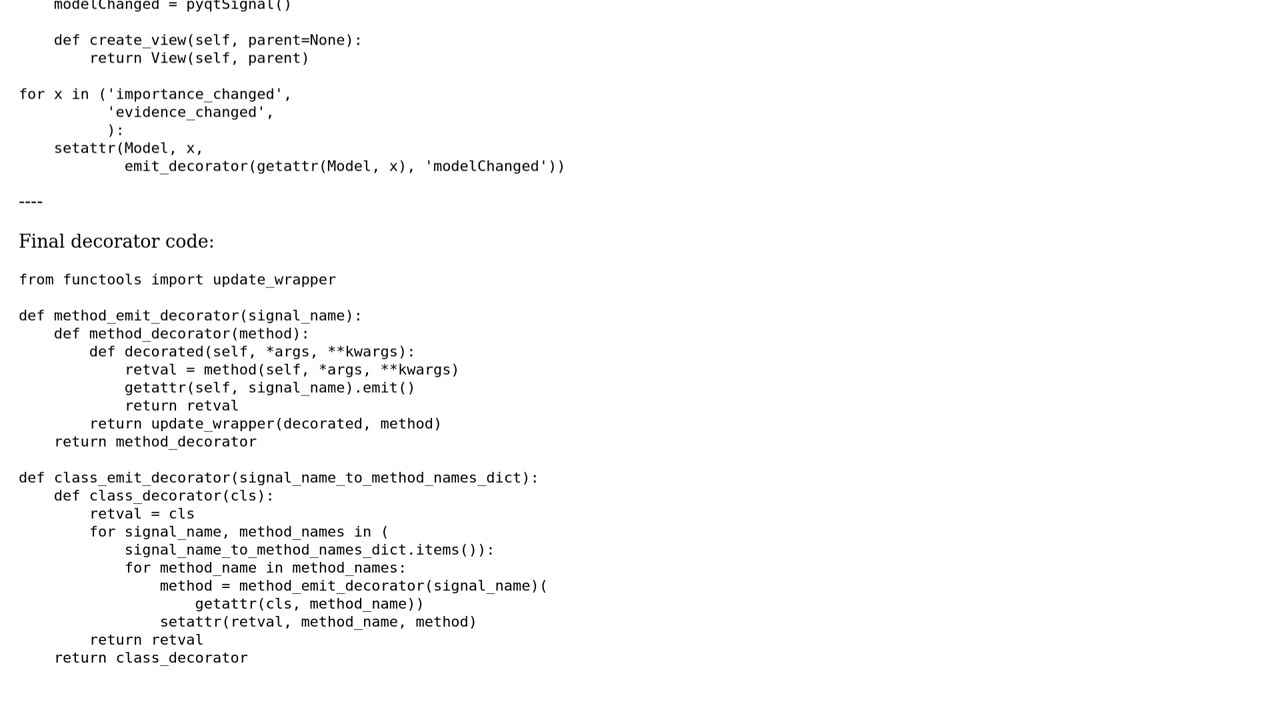 modelChanged = pyqtSignal()

    def create_view(self, parent=None):
        return View(self, parent)

for x in ('importance_changed',
          'evidence_changed',
          ):
    setattr(Model, x,
            emit_decorator(getattr(Model, x), 'modelChanged'))

----

Final decorator code:

from functools import update_wrapper

def method_emit_decorator(signal_name):
    def method_decorator(method):
        def decorated(self, *args, **kwargs):
            retval = method(self, *args, **kwargs)
            getattr(self, signal_name).emit()
            return retval
        return update_wrapper(decorated, method)
    return method_decorator

def class_emit_decorator(signal_name_to_method_names_dict):
    def class_decorator(cls):
        retval = cls
        for signal_name, method_names in (
            signal_name_to_method_names_dict.items()):
            for method_name in method_names:
                method = method_emit_decorator(signal_name)(
                    getattr(cls, method_name))
                setattr(retval, method_name, method)
        return retval
    return class_decorator